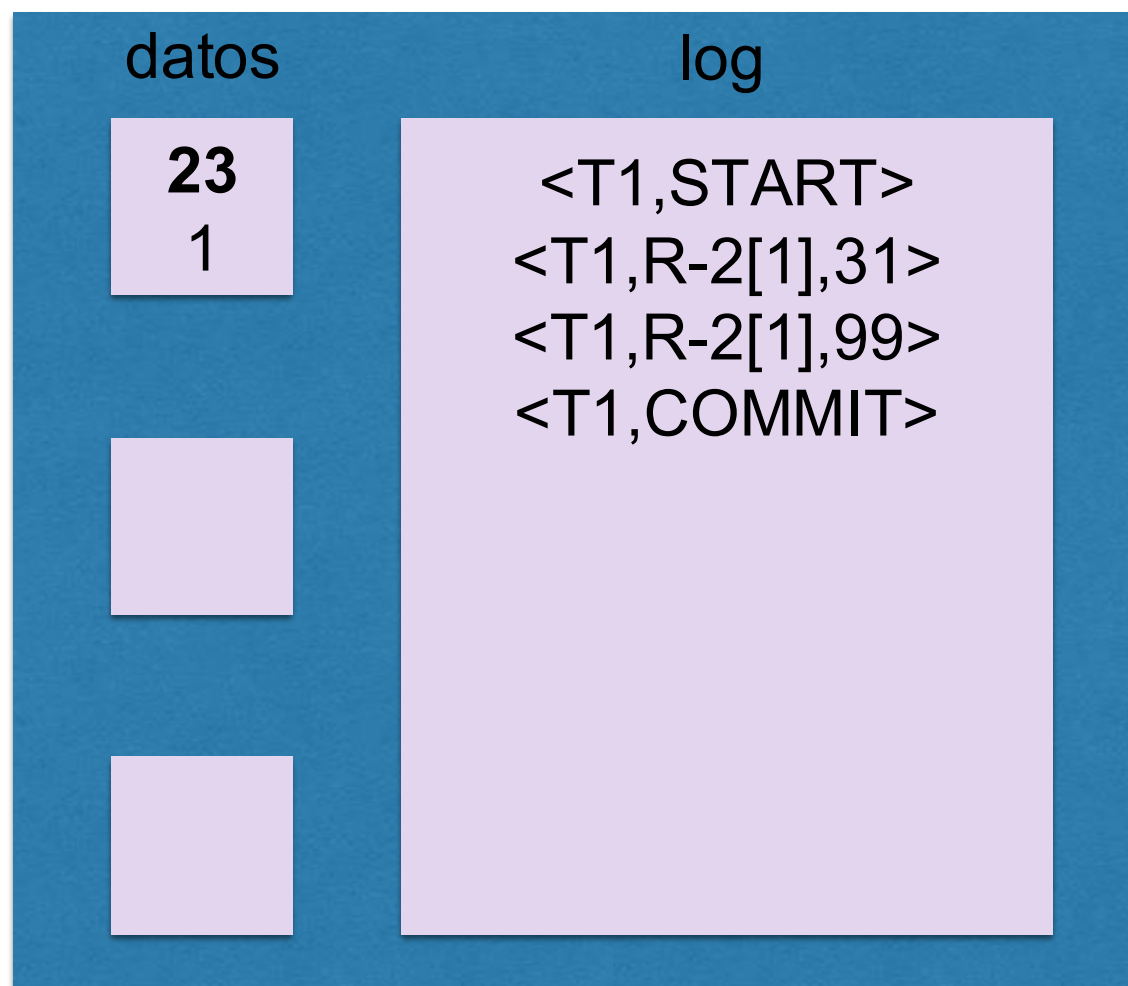 datos
log
23
1
<T1,START>
<T1,R-2[1],31>
<T1,R-2[1],99>
<T1,COMMIT>